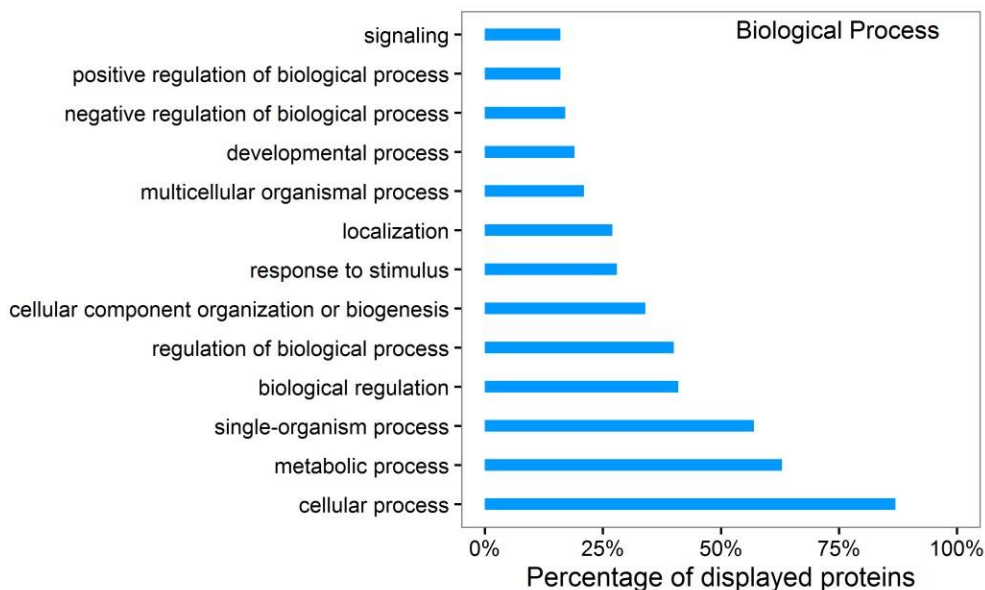 Biological Process
signaling
positive regulation of biological process
negative regulation of biological process
developmental process
multicellular organismal process
localization
response to stimulus
cellular component organization or biogenesis
regulation of biological process
biological regulation
single-organism process
metabolic process
cellular process
0% 25% 50% 75% 100%
Percentage of displayed proteins